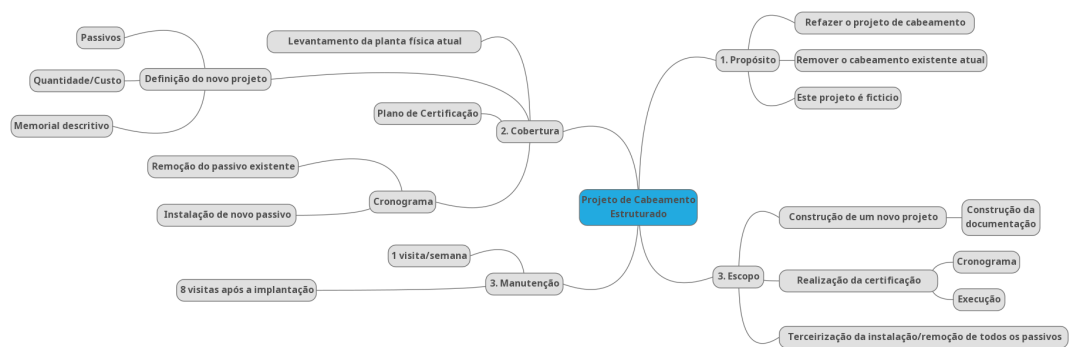 Projeto de Cabeamento
Estruturado
1. Propósito
Refazer o projeto de cabeamento
Remover o cabeamento existente atual
Este projeto é ficticio
2. Cobertura
Levantamento da planta física atual
Definição do novo projeto
Passivos
Quantidade/Custo
Memorial descritivo
Plano de Certificação
Cronograma
Remoção do passivo existente
Instalação de novo passivo
3. Manutenção
1 visita/semana
8 visitas após a implantação
3. Escopo
Construção de um novo projeto
Construção da
documentação
Realização da certificação
Cronograma
Execução
Terceirização da instalação/remoção de todos os passivos